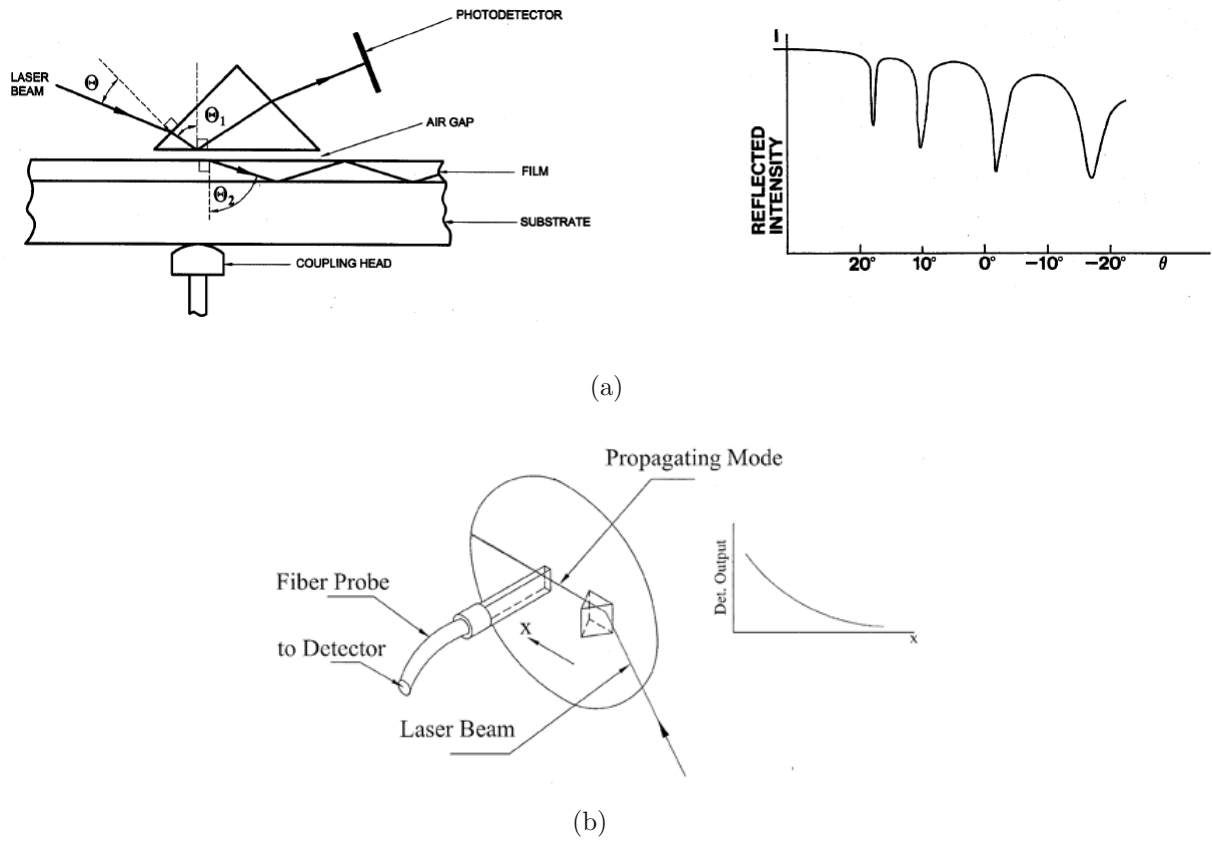 PHOTODETECTOR
LASER
BEAM
Θ
Θ1
AIR GAP
FILM
Θ2
SUBSTRATE
COUPLING HEAD
I
REFLECTED
INTENSITY
20° 10° 0° -10° -20° θ
(a)
Propagating Mode
Fiber Probe
to Detector
X
Laser Beam
Det. Output
x
(b)